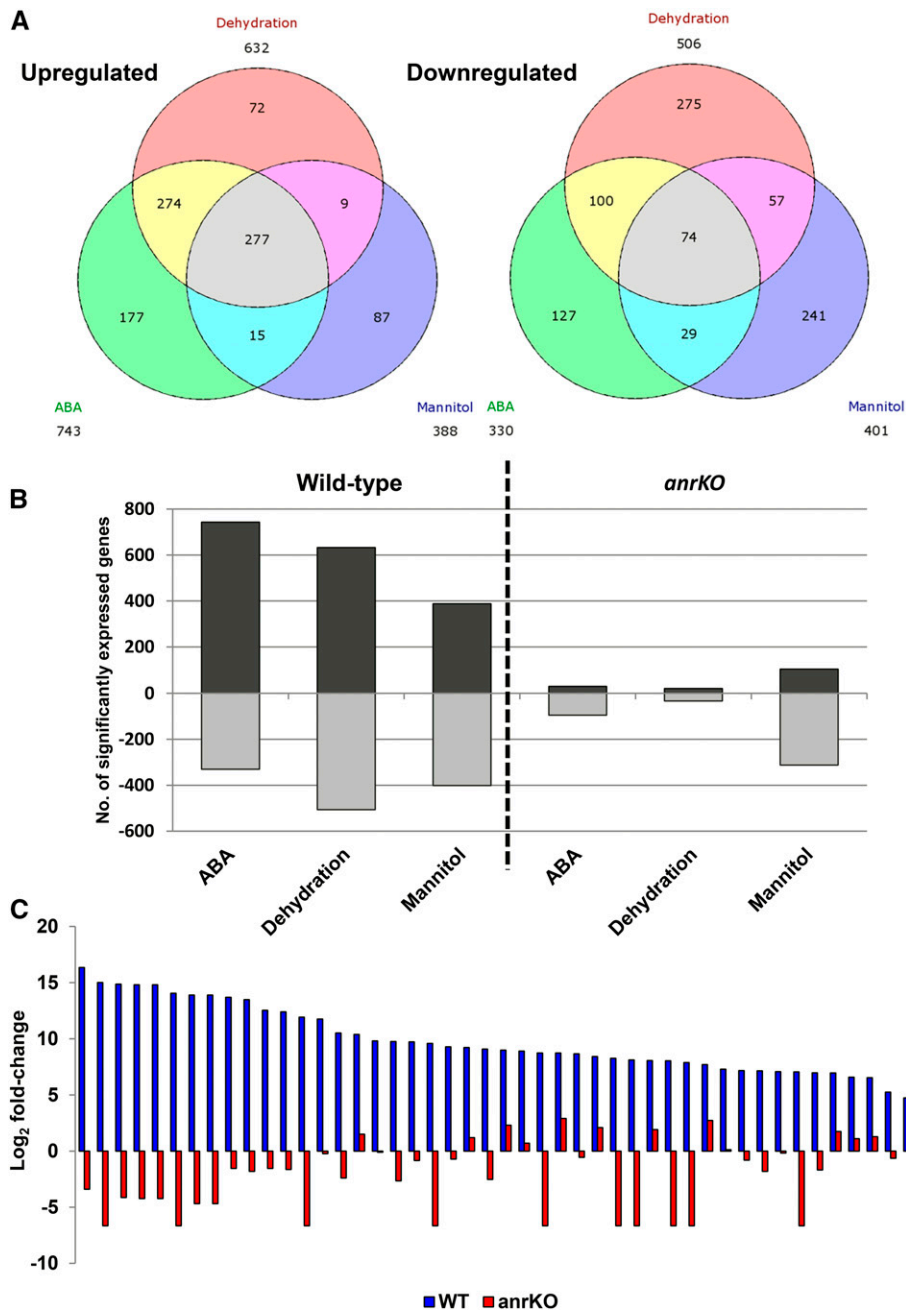 A
Dehydration
632
Upregulated
72
274
9
277
177
15
87
ABA
743
Mannitol
388
Dehydration
506
Downregulated
275
100
57
74
127
29
241
ABA
330
Mannitol
401
B
Wild-type
anrKO
No. of significantly expressed genes
800
600
400
200
0
-200
-400
-600
ABA
Dehydration
Mannitol
ABA
Dehydration
Mannitol
C
Log2 fold-change
20
15
10
5
0
-5
-10
WT
anrKO